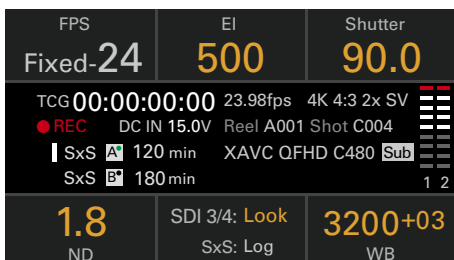 FPS EI Shutter
Fixed-24 500 90.0
TCG 00:00:00:00 23.98fps 4K 4:3 2x SV
REC DC IN 15.0V Reel A001 Shot C004
SxS A 120 min XAVC QFHD C480 Sub
SxS B 180 min 1 2
1.8 SDI 3/4: Look 3200+03
ND SxS: Log WB